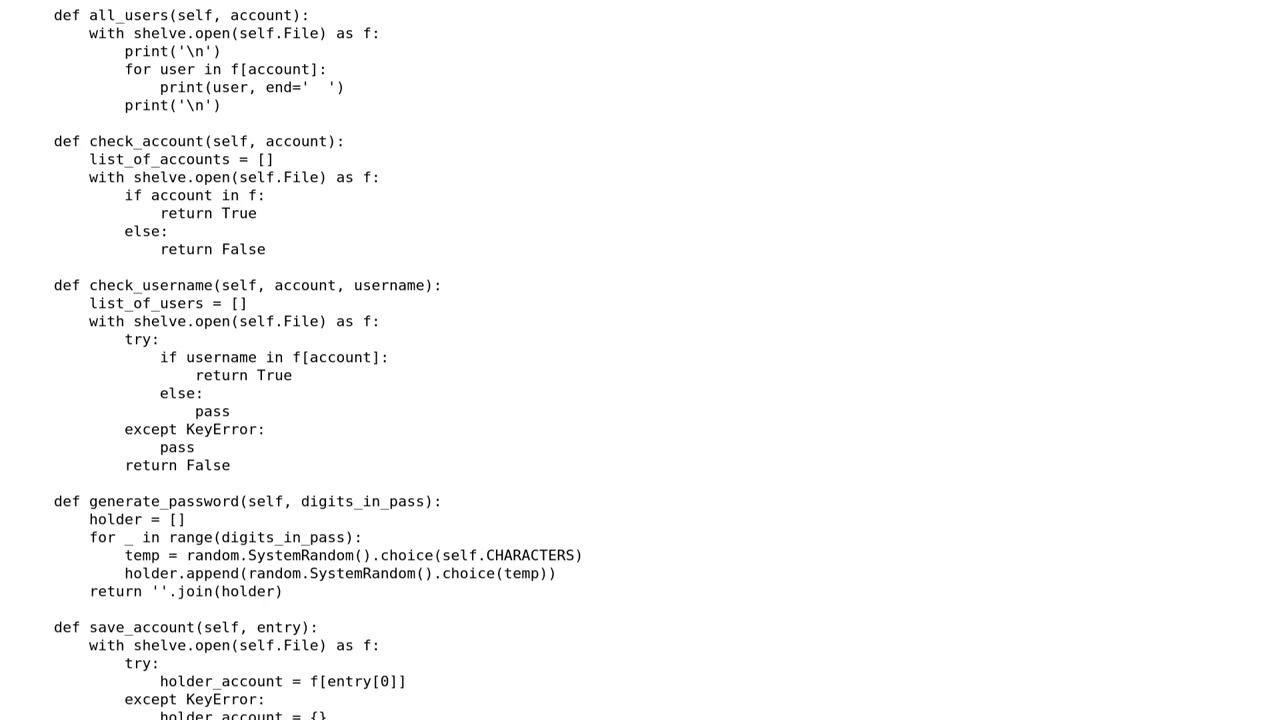 def all_users(self, account):
    with shelve.open(self.File) as f:
        print('\n')
        for user in f[account]:
            print(user, end='  ')
        print('\n')

def check_account(self, account):
    list_of_accounts = []
    with shelve.open(self.File) as f:
        if account in f:
            return True
        else:
            return False

def check_username(self, account, username):
    list_of_users = []
    with shelve.open(self.File) as f:
        try:
            if username in f[account]:
                return True
            else:
                pass
        except KeyError:
            pass
        return False

def generate_password(self, digits_in_pass):
    holder = []
    for _ in range(digits_in_pass):
        temp = random.SystemRandom().choice(self.CHARACTERS)
        holder.append(random.SystemRandom().choice(temp))
    return ''.join(holder)

def save_account(self, entry):
    with shelve.open(self.File) as f:
        try:
            holder_account = f[entry[0]]
        except KeyError:
            holder_account = {}